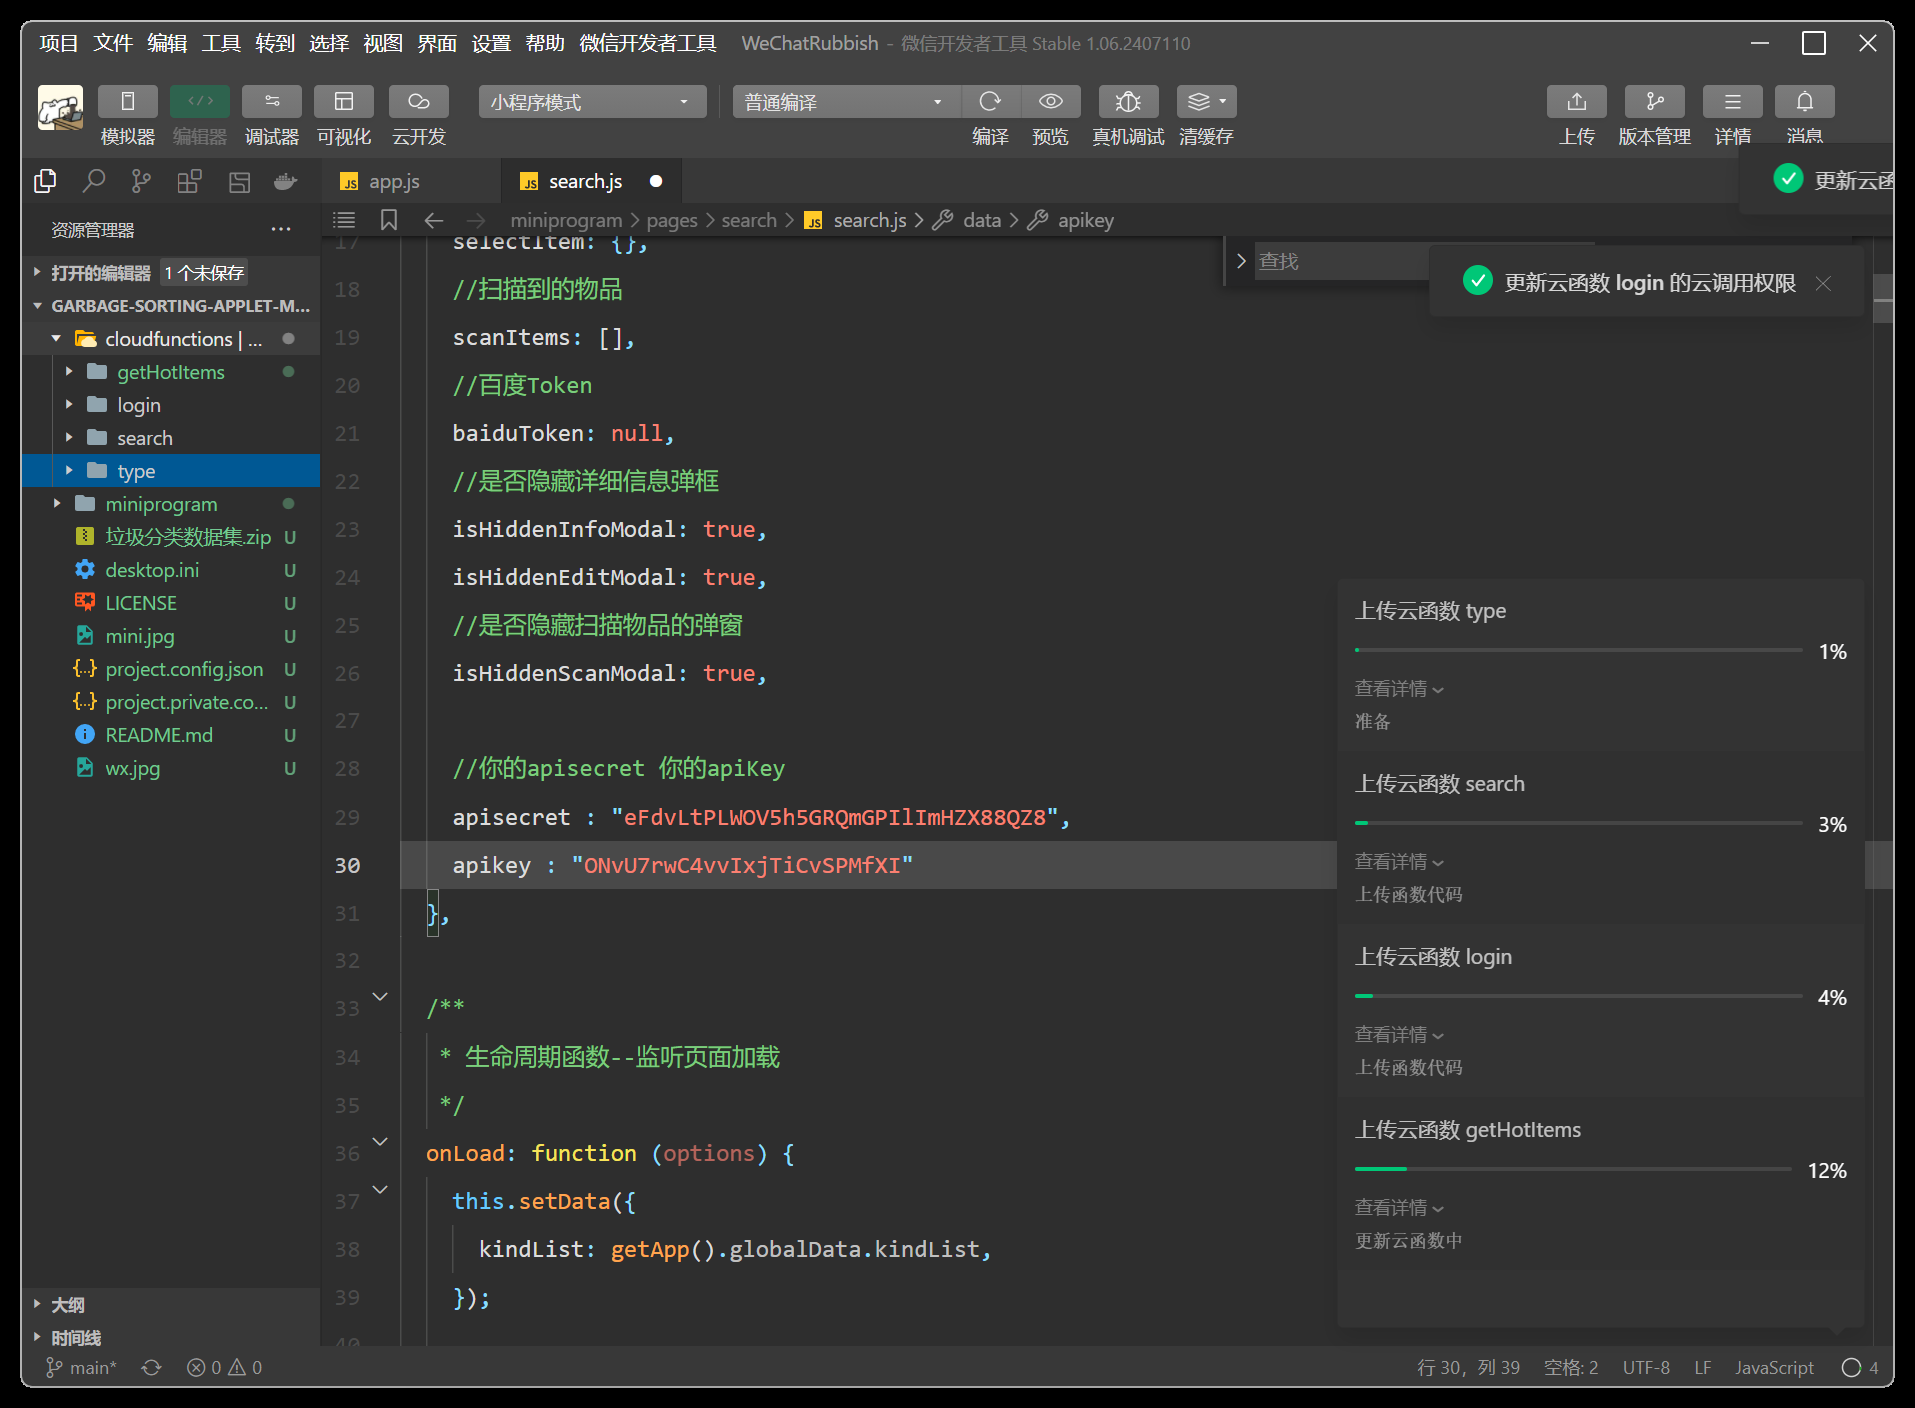 项目 文件 编辑 工具 转到 选择 视图 界面 设置 帮助 微信开发者工具 WeChatRubbish - 微信开发者工具 Stable 1.06.2407110
小程序模式 普通编译
模拟器 编辑器 调试器 可视化 云开发 编译 预览 真机调试 清缓存 上传 版本管理 详情 消息
app.js
search.js
更新云函
资源管理器
miniprogram > pages > search > search.js > data > apikey
打开的编辑器 1 个未保存
GARBAGE-SORTING-APPLET-M...
cloudfunctions | ...
getHotItems
login
search
type
miniprogram
垃圾分类数据集.zip U
desktop.ini U
LICENSE U
mini.jpg U
project.config.json U
project.private.co... U
README.md U
wx.jpg U
大纲
时间线
查找
更新云函数 login 的云调用权限
17 selectItem: {},
18 //扫描到的物品
19 scanItems: [],
20 //百度Token
21 baiduToken: null,
22 //是否隐藏详细信息弹框
23 isHiddenInfoModal: true,
24 isHiddenEditModal: true,
25 //是否隐藏扫描物品的弹窗
26 isHiddenScanModal: true,
27
28 //你的apisecret 你的apiKey
29 apisecret : "eFdvLtPLWOV5h5GRQmGPIlImHZX88QZ8",
30 apikey : "ONvU7rwC4vvIxjTiCvSPMfXI"
31 },
32
33 /**
34 * 生命周期函数--监听页面加载
35 */
36 onLoad: function (options) {
37 this.setData({
38 kindList: getApp().globalData.kindList,
39 });
40
上传云函数 type
1%
查看详情
准备
上传云函数 search
3%
查看详情
上传函数代码
上传云函数 login
4%
查看详情
上传函数代码
上传云函数 getHotItems
12%
查看详情
更新云函数中
main* 0 0 行 30，列 39 空格: 2 UTF-8 LF JavaScript 4